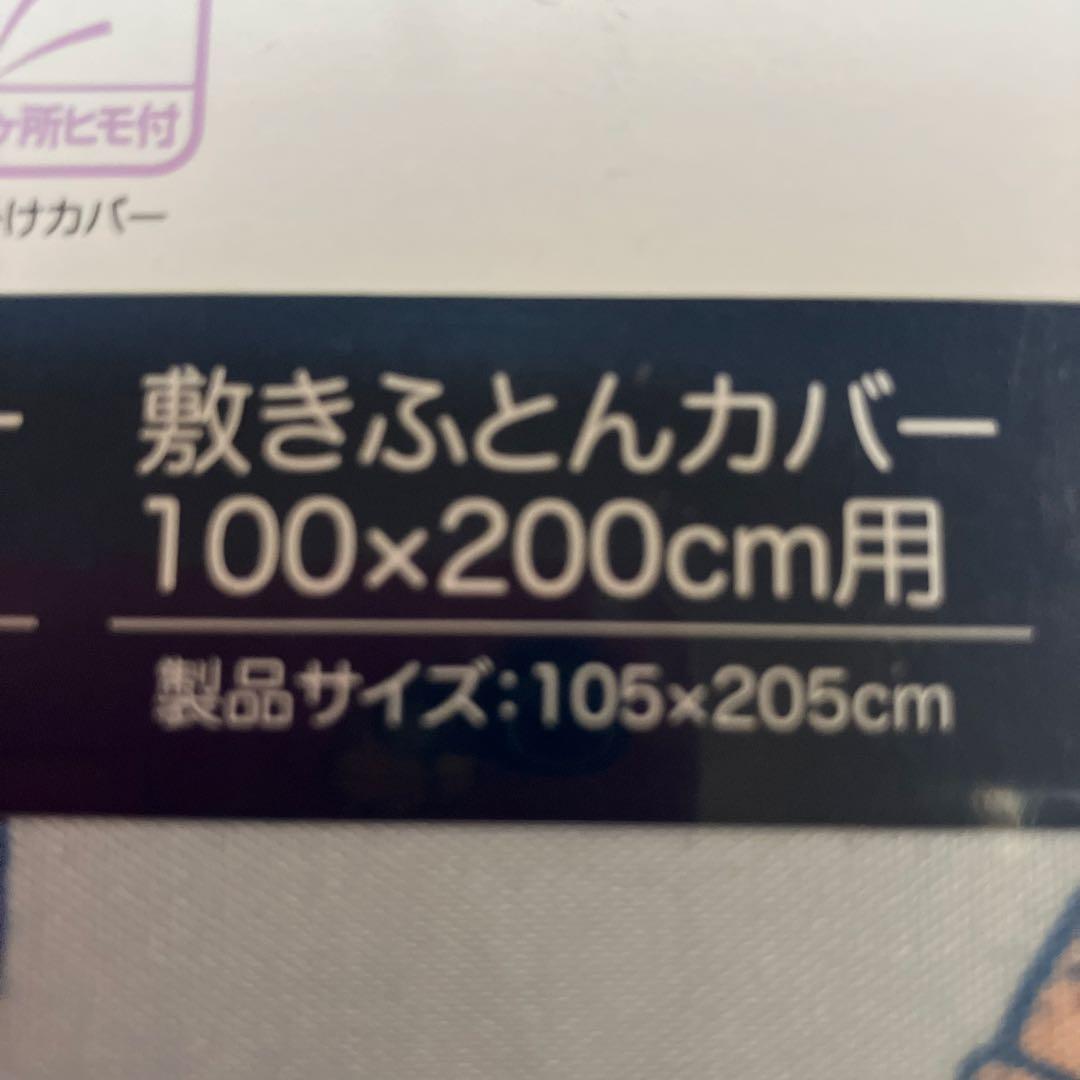 ヶ所ヒモ付
けカバー
敷きふとんカバー
100×200cm用
製品サイズ:105×205cm